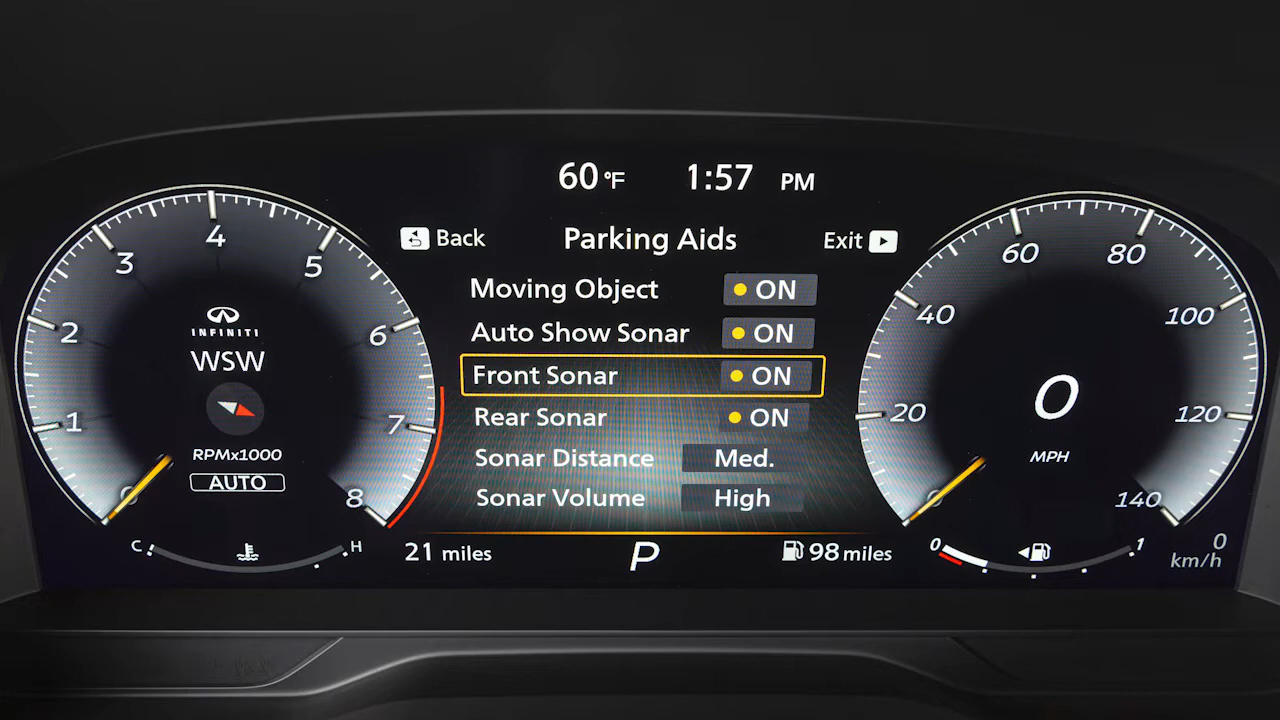 60 °F 1:57 PM
Back Parking Aids Exit
Moving Object ON
Auto Show Sonar ON
Front Sonar ON
Rear Sonar ON
Sonar Distance Med.
Sonar Volume High
21 miles P 98 miles
0 1 2 3 4 5 6 7 8
INFINITI
WSW
RPMx1000
AUTO
C H
0 20 40 60 80 100 120 140
0
MPH
0 1
0
km/h